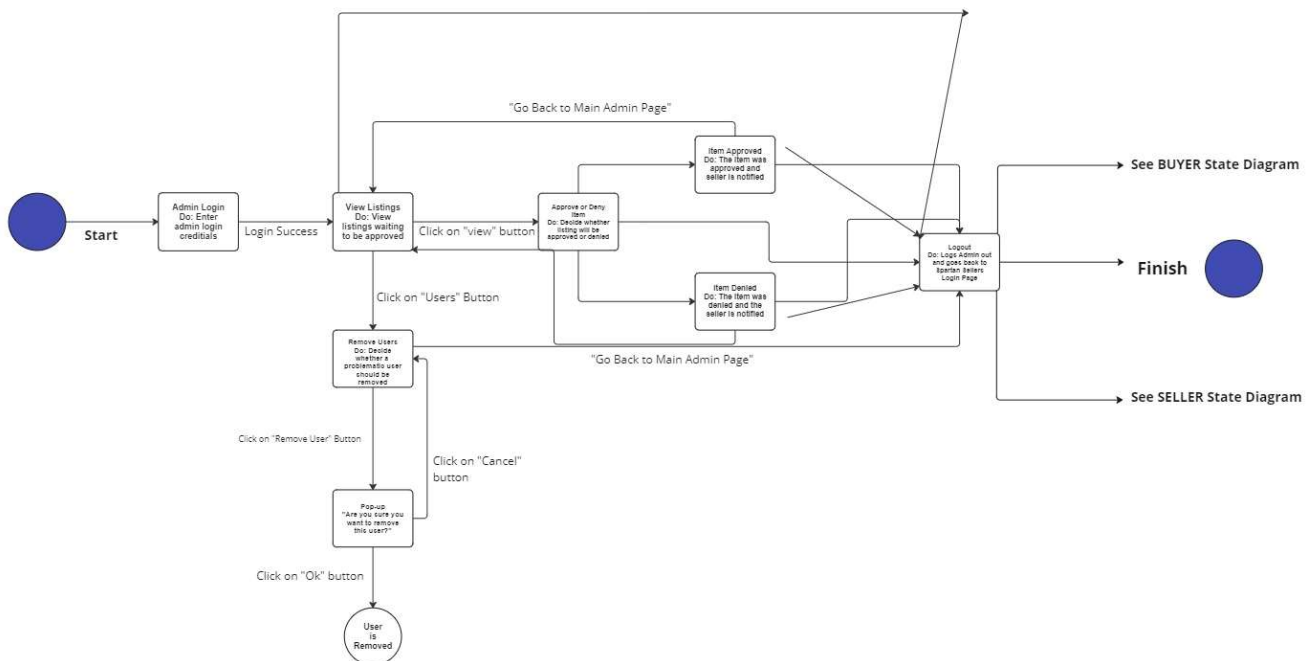 "Go Back to Main Admin Page"
Item Approved
Do: The item was
approved and
seller is notified
See BUYER State Diagram
Start
Admin Login
Do: Enter
admin login
creditials
Login Success
View Listings
Do: View
listings waiting
to be approved
Click on "view" button
Approve or Deny
Item
Do: Decide whether
listing will be
approved or denied
Logout
Do: Logs Admin out
and goes back to
Spartan Sellers
Login Page
Finish
Item Denied
Do: The item was
denied and the
seller is notified
Click on "Users" Button
Remove Users
Do: Decide
whether a
problematic user
should be
removed
"Go Back to Main Admin Page"
See SELLER State Diagram
Click on "Remove User" Button
Click on "Cancel"
button
Pop-up
"Are you sure you
want to remove
this user?"
Click on "Ok" button
User
is
Removed